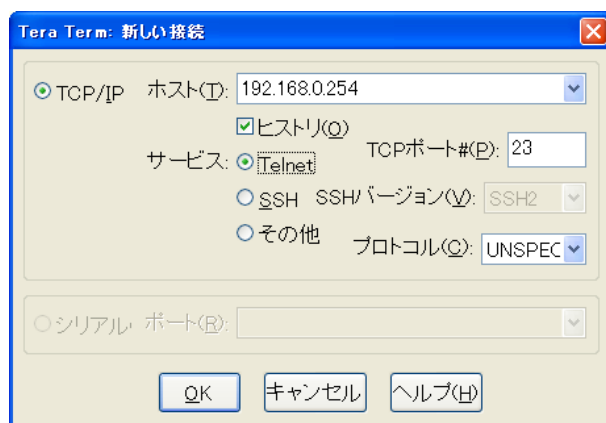 Tera Term: 新しい接続
TCP/IP ホスト(T): 192.168.0.254
ヒストリ(O)
サービス: Telnet TCPポート#(P): 23
SSH SSHバージョン(V): SSH2
その他 プロトコル(C): UNSPEC
シリアル ポート(R):
OK キャンセル ヘルプ(H)